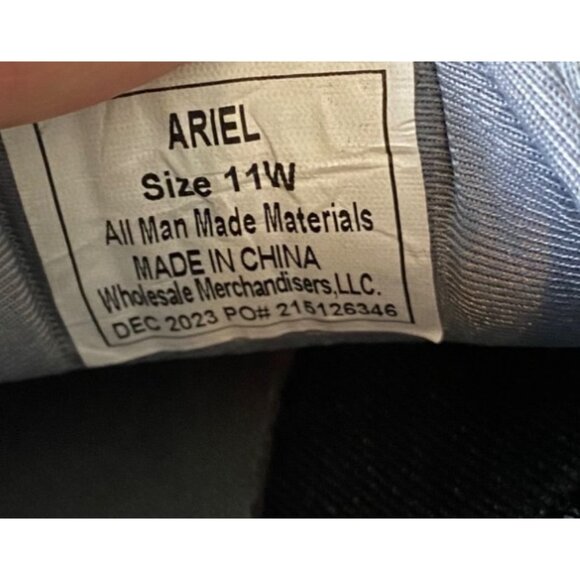 ARIEL
Size 11W
All Man Made Materials
MADE IN CHINA
Wholesale Merchandisers,LLC.
DEC 2023 PO# 215126346